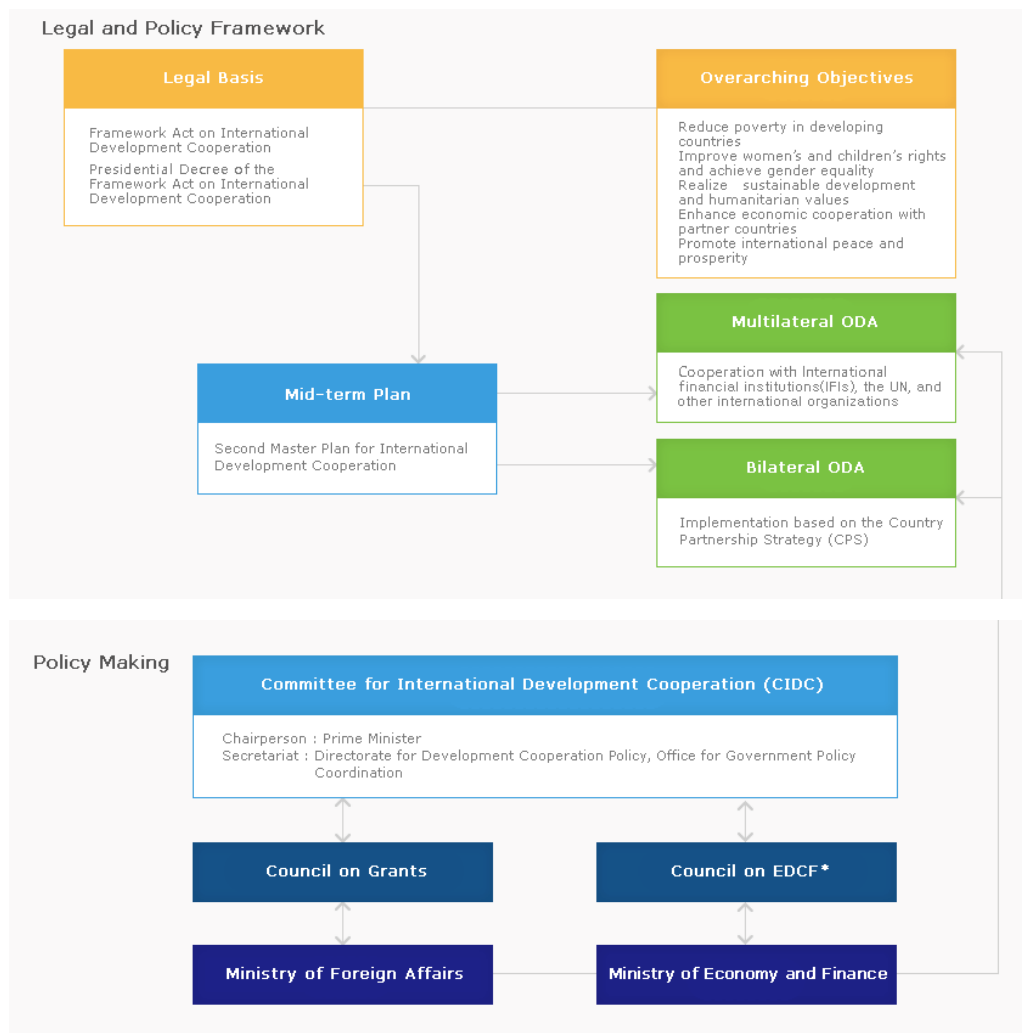 Legal and Policy Framework
Legal Basis
Framework Act on International
Development Cooperation
Presidential Decree of the
Framework Act on International
Development Cooperation
Overarching Objectives
Reduce poverty in developing
countries
Improve women's and children's rights
and achieve gender equality
Realize sustainable development
and humanitarian values
Enhance economic cooperation with
partner countries
Promote international peace and
prosperity
Multilateral ODA
Cooperation with International
financial institutions(IFIs), the UN, and
other international organizations
Mid-term Plan
Second Master Plan for International
Development Cooperation
Bilateral ODA
Implementation based on the Country
Partnership Strategy (CPS)
Policy Making
Committee for International Development Cooperation (CIDC)
Chairperson : Prime Minister
Secretariat : Directorate for Development Cooperation Policy, Office for Government Policy
Coordination
Council on Grants
Council on EDCF*
Ministry of Foreign Affairs
Ministry of Economy and Finance